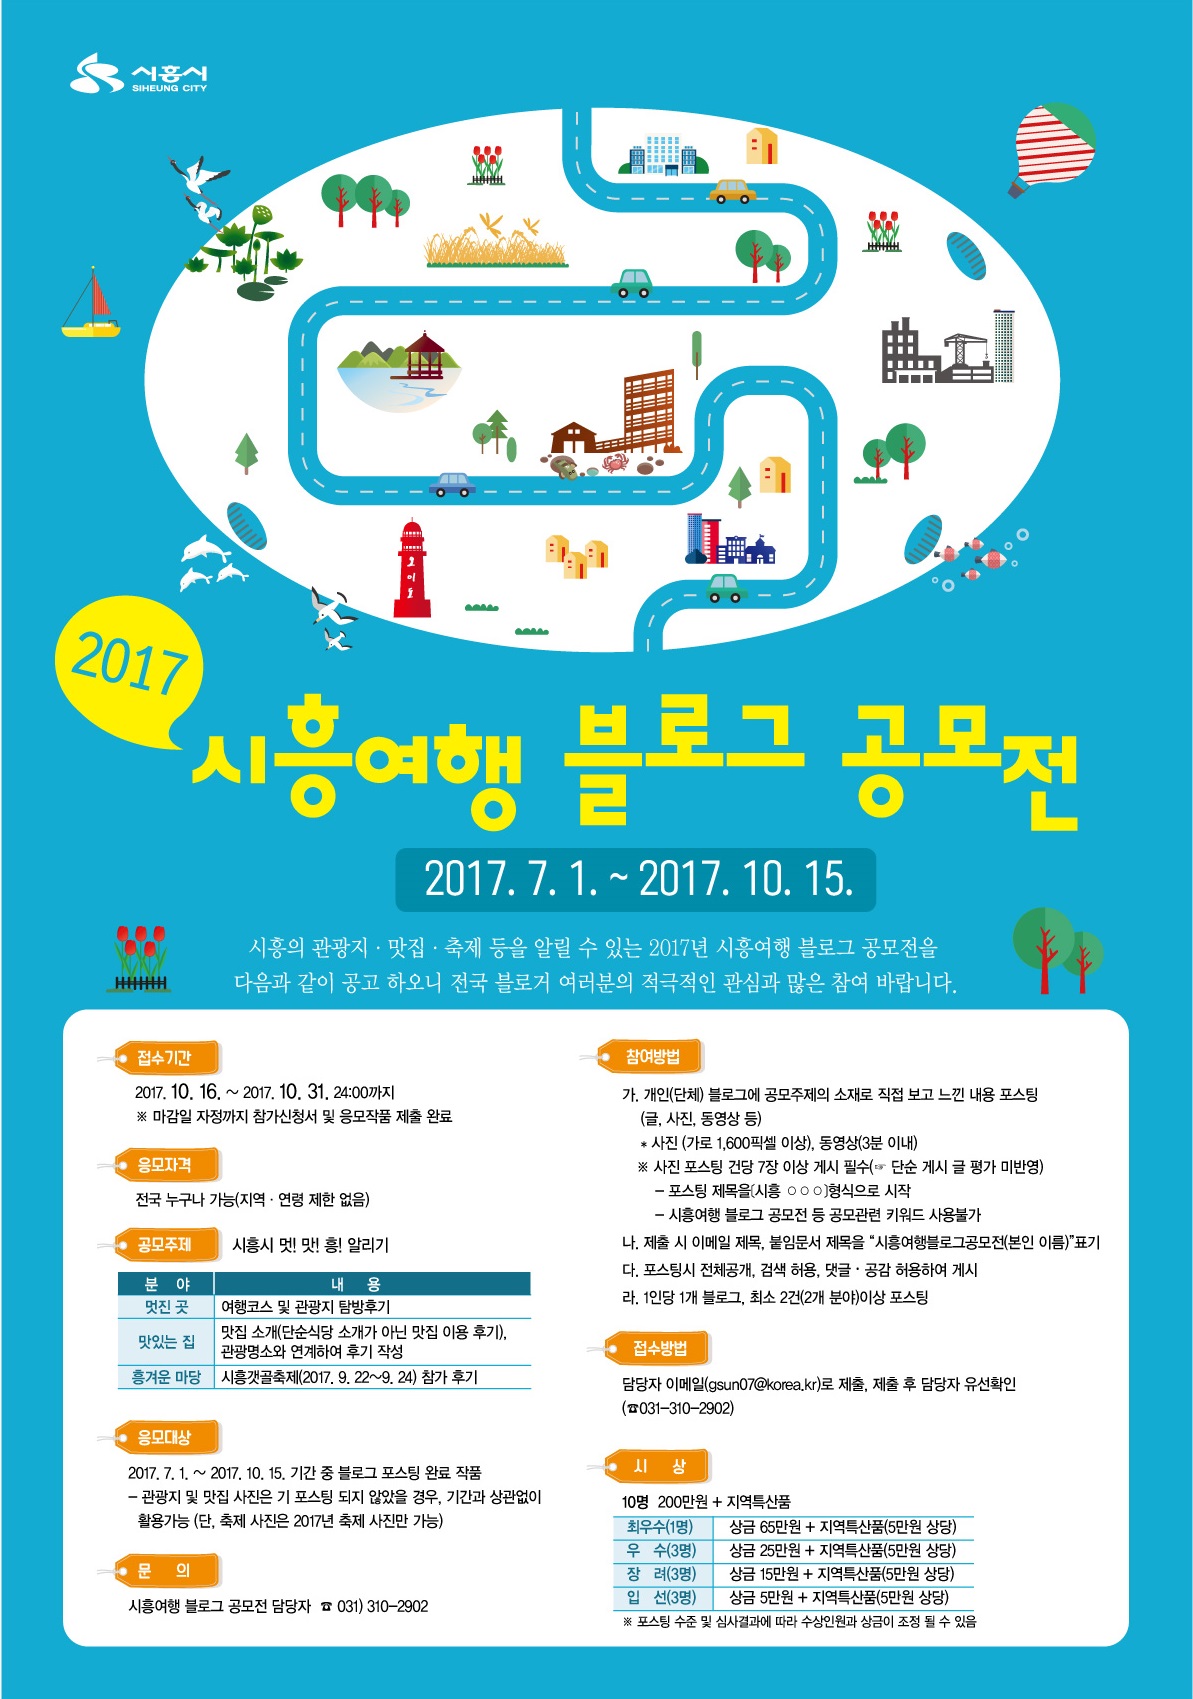 시흥시
SIHEUNG CITY
오이도
2017
시흥여행 블로그 공모전
2017. 7. 1. ~ 2017. 10. 15.
시흥의 관광지 · 맛집 · 축제 등을 알릴 수 있는 2017년 시흥여행 블로그 공모전을
다음과 같이 공고 하오니 전국 블로거 여러분의 적극적인 관심과 많은 참여 바랍니다.
접수기간
2017. 10. 16. ~ 2017. 10. 31. 24:00까지
※ 마감일 자정까지 참가신청서 및 응모작품 제출 완료
응모자격
전국 누구나 가능(지역 · 연령 제한 없음)
공모주제 시흥시 멋! 맛! 흥! 알리기
분 야 내 용
멋진 곳 여행코스 및 관광지 탐방후기
맛있는 집 맛집 소개(단순식당 소개가 아닌 맛집 이용 후기),
관광명소와 연계하여 후기 작성
흥겨운 마당 시흥갯골축제(2017. 9. 22~9. 24) 참가 후기
응모대상
2017. 7. 1. ~ 2017. 10. 15. 기간 중 블로그 포스팅 완료 작품
- 관광지 및 맛집 사진은 기 포스팅 되지 않았을 경우, 기간과 상관없이
활용가능 (단, 축제 사진은 2017년 축제 사진만 가능)
문 의
시흥여행 블로그 공모전 담당자 ☎ 031) 310-2902
참여방법
가. 개인(단체) 블로그에 공모주제의 소재로 직접 보고 느낀 내용 포스팅
(글, 사진, 동영상 등)
* 사진 (가로 1,600픽셀 이상), 동영상(3분 이내)
※ 사진 포스팅 건당 7장 이상 게시 필수(☞ 단순 게시 글 평가 미반영)
- 포스팅 제목을[시흥 ○○○]형식으로 시작
- 시흥여행 블로그 공모전 등 공모관련 키워드 사용불가
나. 제출 시 이메일 제목, 붙임문서 제목을 “시흥여행블로그공모전(본인 이름)”표기
다. 포스팅시 전체공개, 검색 허용, 댓글 · 공감 허용하여 게시
라. 1인당 1개 블로그, 최소 2건(2개 분야)이상 포스팅
접수방법
담당자 이메일(gsun07@korea.kr)로 제출, 제출 후 담당자 유선확인
(☎031-310-2902)
시 상
10명 200만원 + 지역특산품
최우수(1명) 상금 65만원 + 지역특산품(5만원 상당)
우 수(3명) 상금 25만원 + 지역특산품(5만원 상당)
장 려(3명) 상금 15만원 + 지역특산품(5만원 상당)
입 선(3명) 상금 5만원 + 지역특산품(5만원 상당)
※ 포스팅 수준 및 심사결과에 따라 수상인원과 상금이 조정 될 수 있음